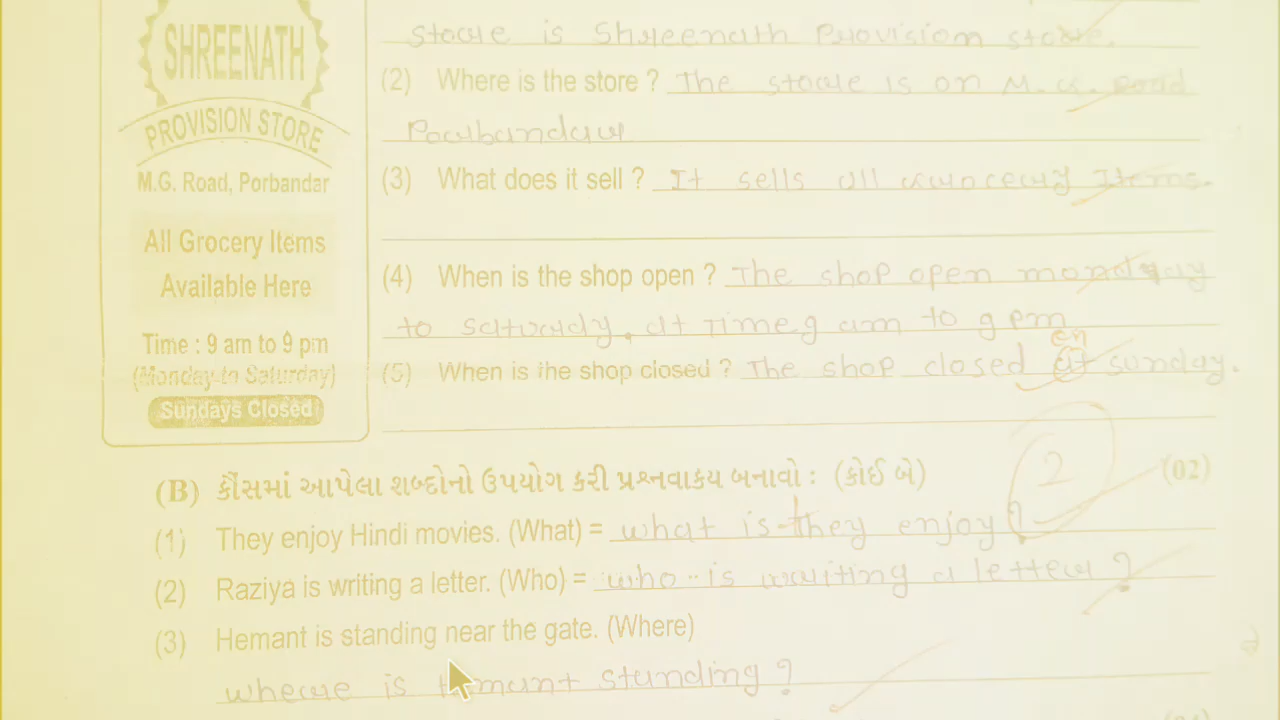 SHREENATH
PROVISION STORE
M.G. Road, Porbandar
All Grocery Items
Available Here
Time : 9 am to 9 pm
(Monday to Saturday)
Sundays Closed
store is Shreenath Provision store.
(2) Where is the store ? The store is on M. G. road
Porbandar
(3) What does it sell ? It sells all grocery Items.
(4) When is the shop open ? The shop open monday
to saturady. at time 9 am to 9 pm
on
(5) When is the shop closed ? The shop closed at sunday.
2
(B) કૌંસમાં આપેલા શબ્દોનો ઉપયોગ કરી પ્રશ્નવાક્ય બનાવો : (કોઈ બે) (02)
(1) They enjoy Hindi movies. (What) = what is they enjoy ?
(2) Raziya is writing a letter. (Who) = who is writing a letter ?
(3) Hemant is standing near the gate. (Where)
where is standing ?